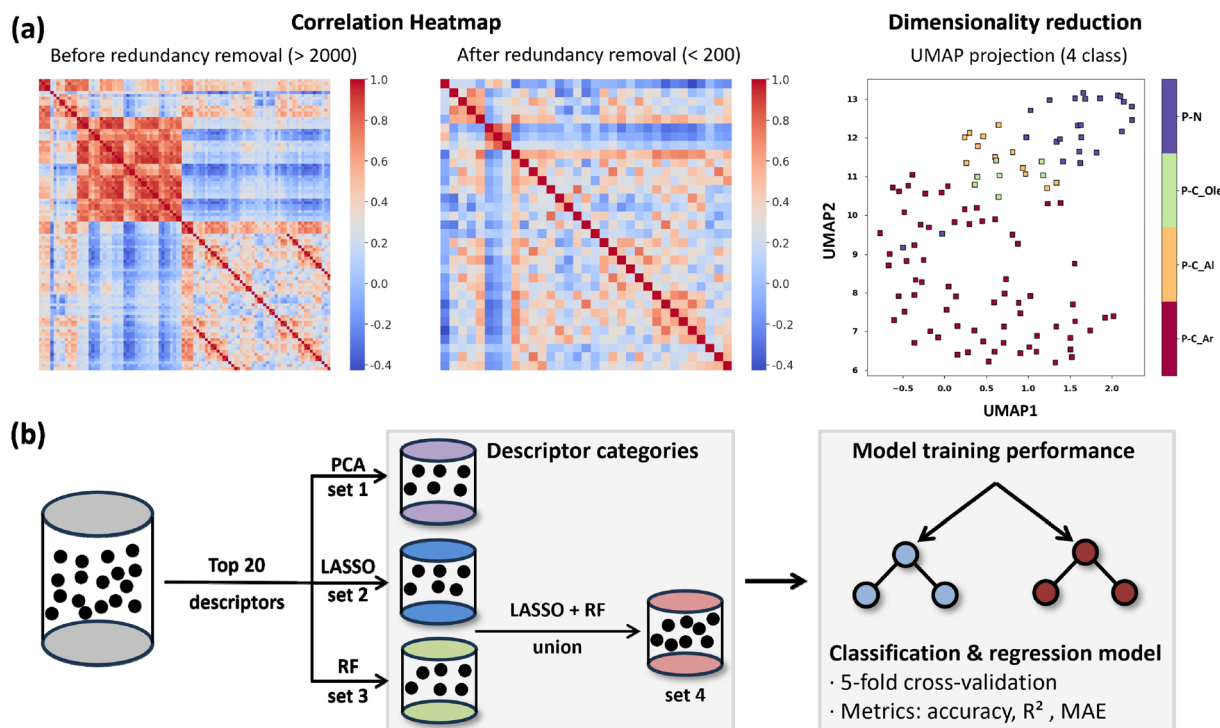 (a)
Correlation Heatmap
Before redundancy removal (> 2000)
1.0
0.8
0.6
0.4
0.2
0.0
-0.2
-0.4
After redundancy removal (< 200)
1.0
0.8
0.6
0.4
0.2
0.0
-0.2
-0.4
Dimensionality reduction
UMAP projection (4 class)
UMAP2
13
12
11
10
9
8
7
6
-0.5
0.0
0.5
1.0
1.5
2.0
UMAP1
P-N
P-C_Ole
P-C_Al
P-C_Ar
(b)
Top 20
descriptors
PCA
set 1
LASSO
set 2
RF
set 3
Descriptor categories
LASSO + RF
union
set 4
Model training performance
Classification & regression model
· 5-fold cross-validation
· Metrics: accuracy, R² , MAE